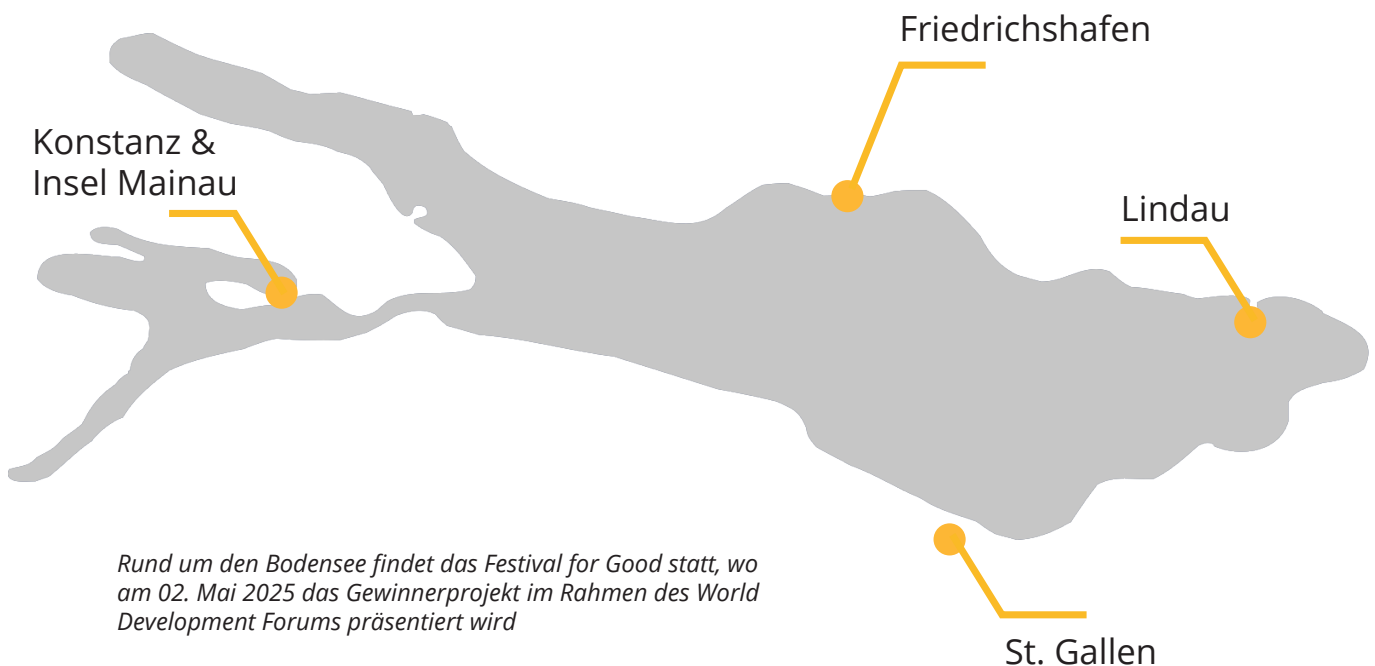 Friedrichshafen
Konstanz &
Insel Mainau
Lindau
Rund um den Bodensee findet das Festival for Good statt, wo
am 02. Mai 2025 das Gewinnerprojekt im Rahmen des World
Development Forums präsentiert wird
St. Gallen